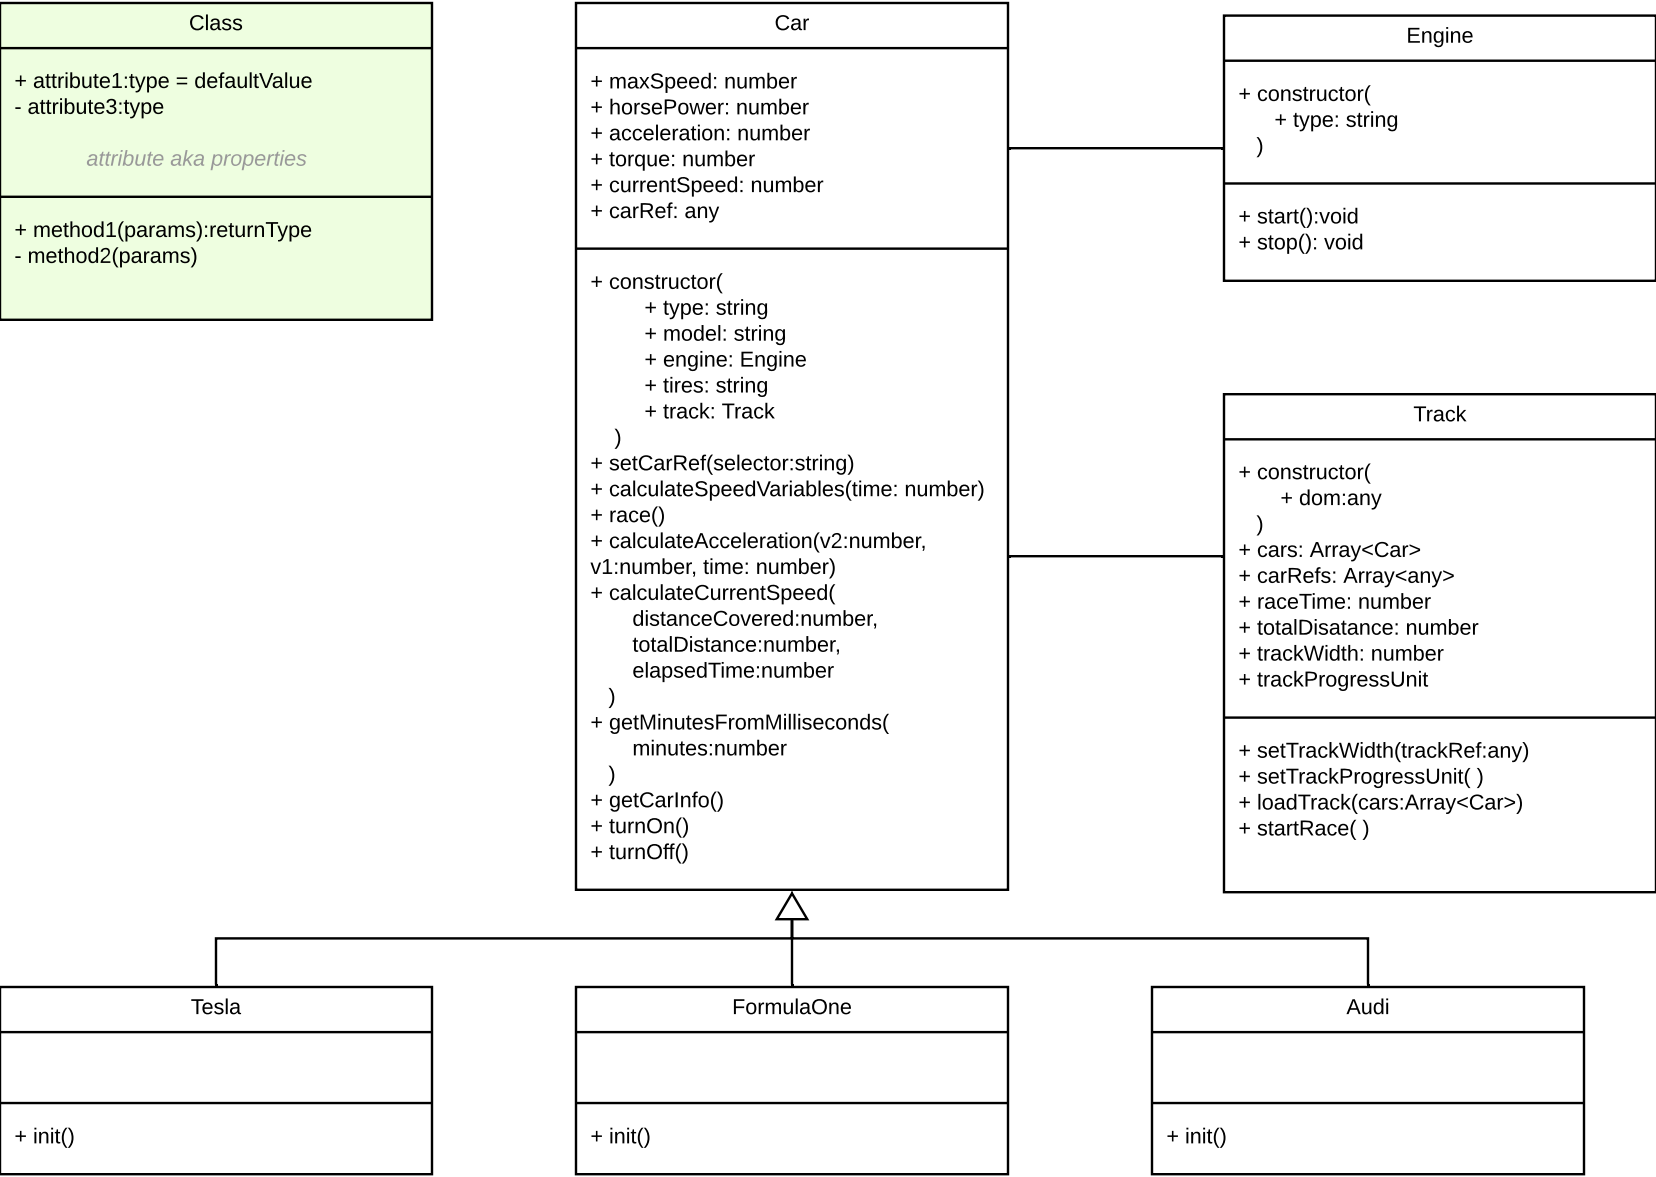 Class
+ attribute1:type = defaultValue
- attribute3:type
attribute aka properties
+ method1(params):returnType
- method2(params)
Car
+ maxSpeed: number
+ horsePower: number
+ acceleration: number
+ torque: number
+ currentSpeed: number
+ carRef: any
+ constructor(
+ type: string
+ model: string
+ engine: Engine
+ tires: string
+ track: Track
)
+ setCarRef(selector:string)
+ calculateSpeedVariables(time: number)
+ race()
+ calculateAcceleration(v2:number,
v1:number, time: number)
+ calculateCurrentSpeed(
distanceCovered:number,
totalDistance:number,
elapsedTime:number
)
+ getMinutesFromMilliseconds(
minutes:number
)
+ getCarInfo()
+ turnOn()
+ turnOff()
Engine
+ constructor(
+ type: string
)
+ start():void
+ stop(): void
Track
+ constructor(
+ dom:any
)
+ cars: Array<Car>
+ carRefs: Array<any>
+ raceTime: number
+ totalDisatance: number
+ trackWidth: number
+ trackProgressUnit
+ setTrackWidth(trackRef:any)
+ setTrackProgressUnit( )
+ loadTrack(cars:Array<Car>)
+ startRace( )
Tesla
+ init()
FormulaOne
+ init()
Audi
+ init()